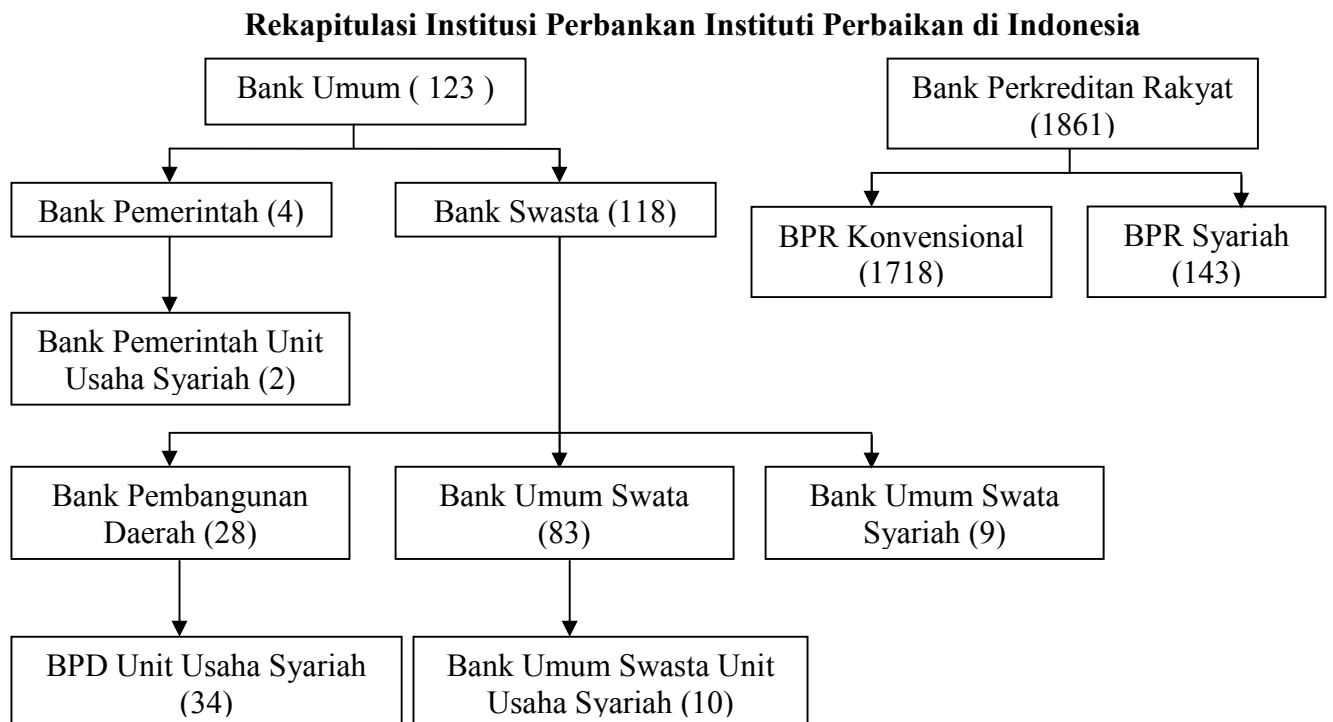 Rekapitulasi Institusi Perbankan Instituti Perbaikan di Indonesia
Bank Umum ( 123 )
Bank Perkreditan Rakyat
(1861)
Bank Pemerintah (4)
Bank Swasta (118)
BPR Konvensional
(1718)
BPR Syariah
(143)
Bank Pemerintah Unit
Usaha Syariah (2)
Bank Pembangunan
Daerah (28)
Bank Umum Swata
(83)
Bank Umum Swata
Syariah (9)
BPD Unit Usaha Syariah
(34)
Bank Umum Swasta Unit
Usaha Syariah (10)